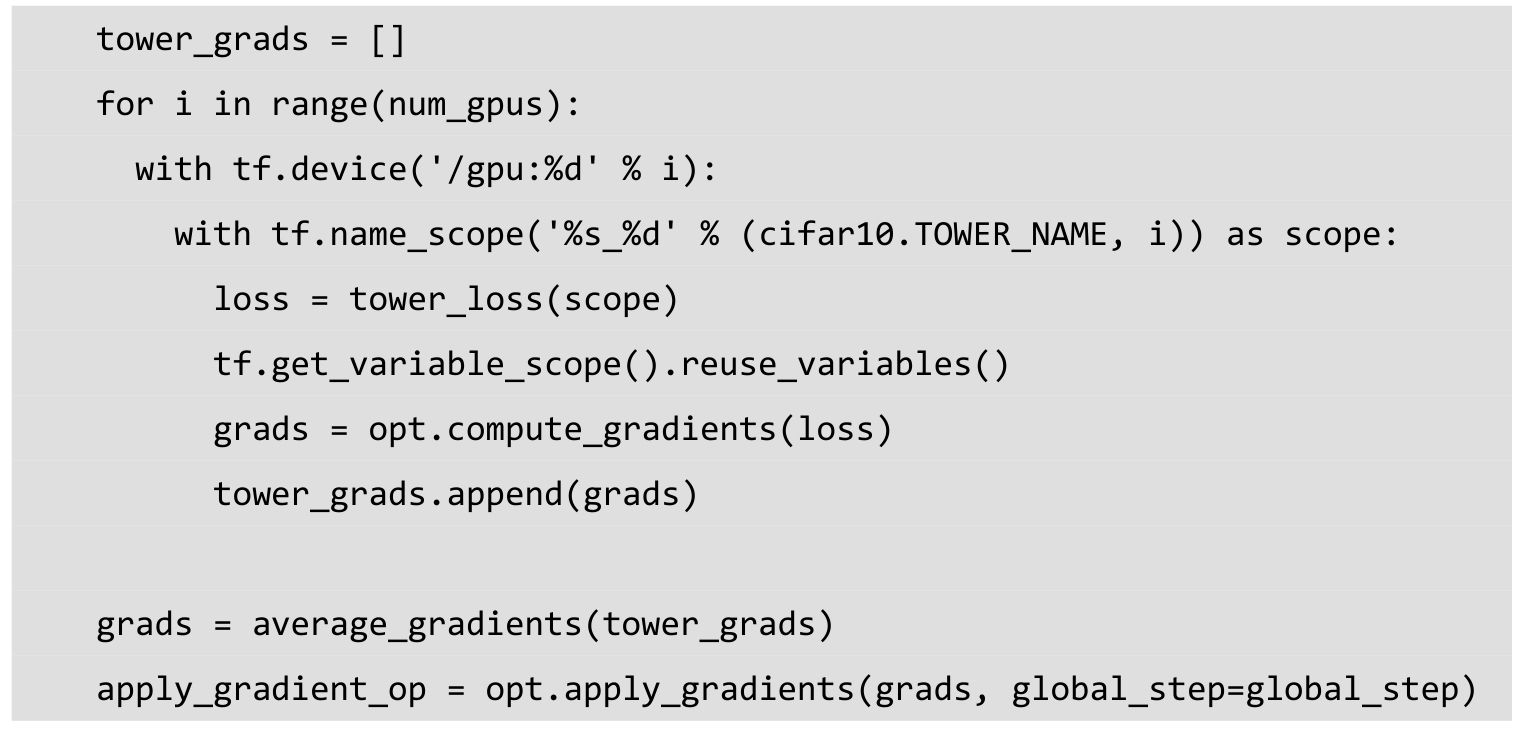 tower_grads = []
for i in range(num_gpus):
  with tf.device('/gpu:%d' % i):
    with tf.name_scope('%s_%d' % (cifar10.TOWER_NAME, i)) as scope:
      loss = tower_loss(scope)
      tf.get_variable_scope().reuse_variables()
      grads = opt.compute_gradients(loss)
      tower_grads.append(grads)

grads = average_gradients(tower_grads)
apply_gradient_op = opt.apply_gradients(grads, global_step=global_step)